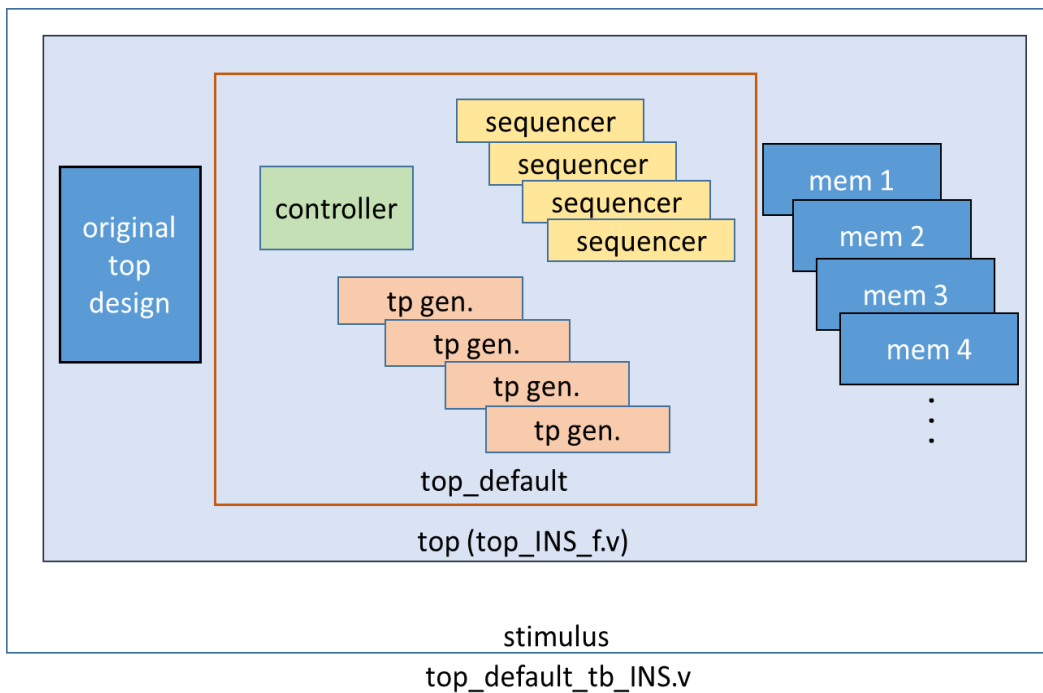 original
top
design
controller
sequencer
sequencer
sequencer
sequencer
tp gen.
tp gen.
tp gen.
tp gen.
top_default
mem 1
mem 2
mem 3
mem 4
top (top_INS_f.v)
stimulus
top_default_tb_INS.v